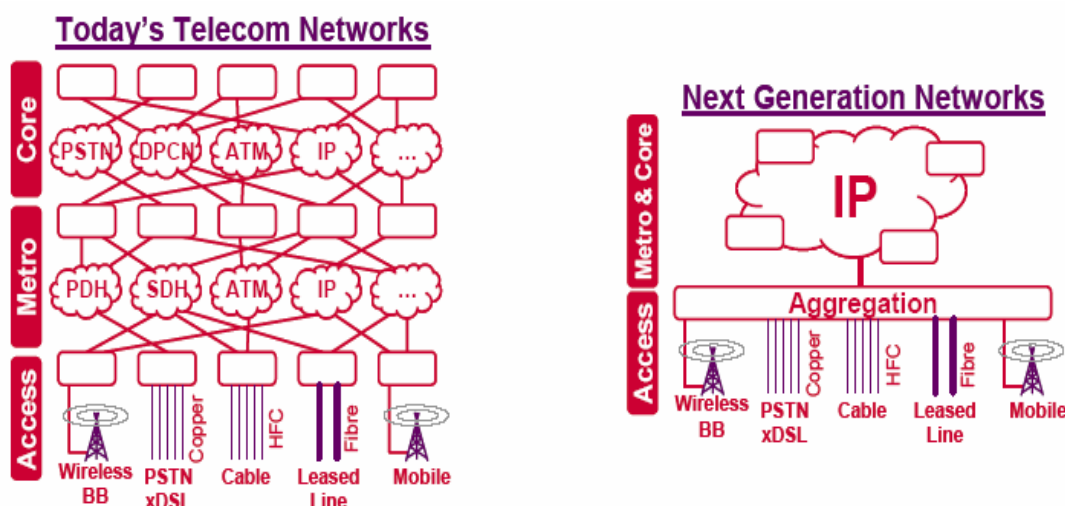 Today's Telecom Networks
Core
PSTN
DPCN
ATM
IP
...
Metro
PDH
SDH
ATM
IP
...
Access
Copper
HFC
Fibre
Wireless
BB
PSTN
xDSL
Cable
Leased
Line
Mobile
Next Generation Networks
Metro & Core
IP
Access
Aggregation
Copper
HFC
Fibre
Wireless
BB
PSTN
xDSL
Cable
Leased
Line
Mobile